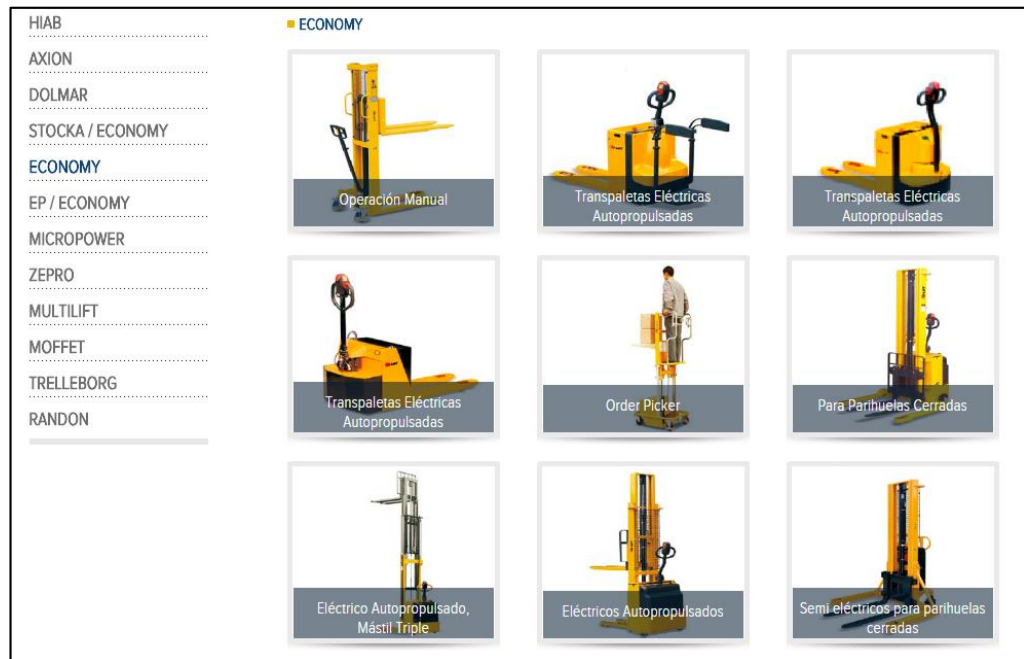 HIAB
AXION
DOLMAR
STOCKA / ECONOMY
ECONOMY
EP / ECONOMY
MICROPOWER
ZEPRO
MULTILIFT
MOFFET
TRELLEBORG
RANDON
ECONOMY
Operación Manual
Transpaletas Eléctricas
Autopropulsadas
Transpaletas Eléctricas
Autopropulsadas
Transpaletas Eléctricas
Autopropulsadas
Order Picker
Para Parihuelas Cerradas
Eléctrico Autopropulsado,
Mástil Triple
Eléctricos Autopropulsados
Semi eléctricos para parihuelas
cerradas